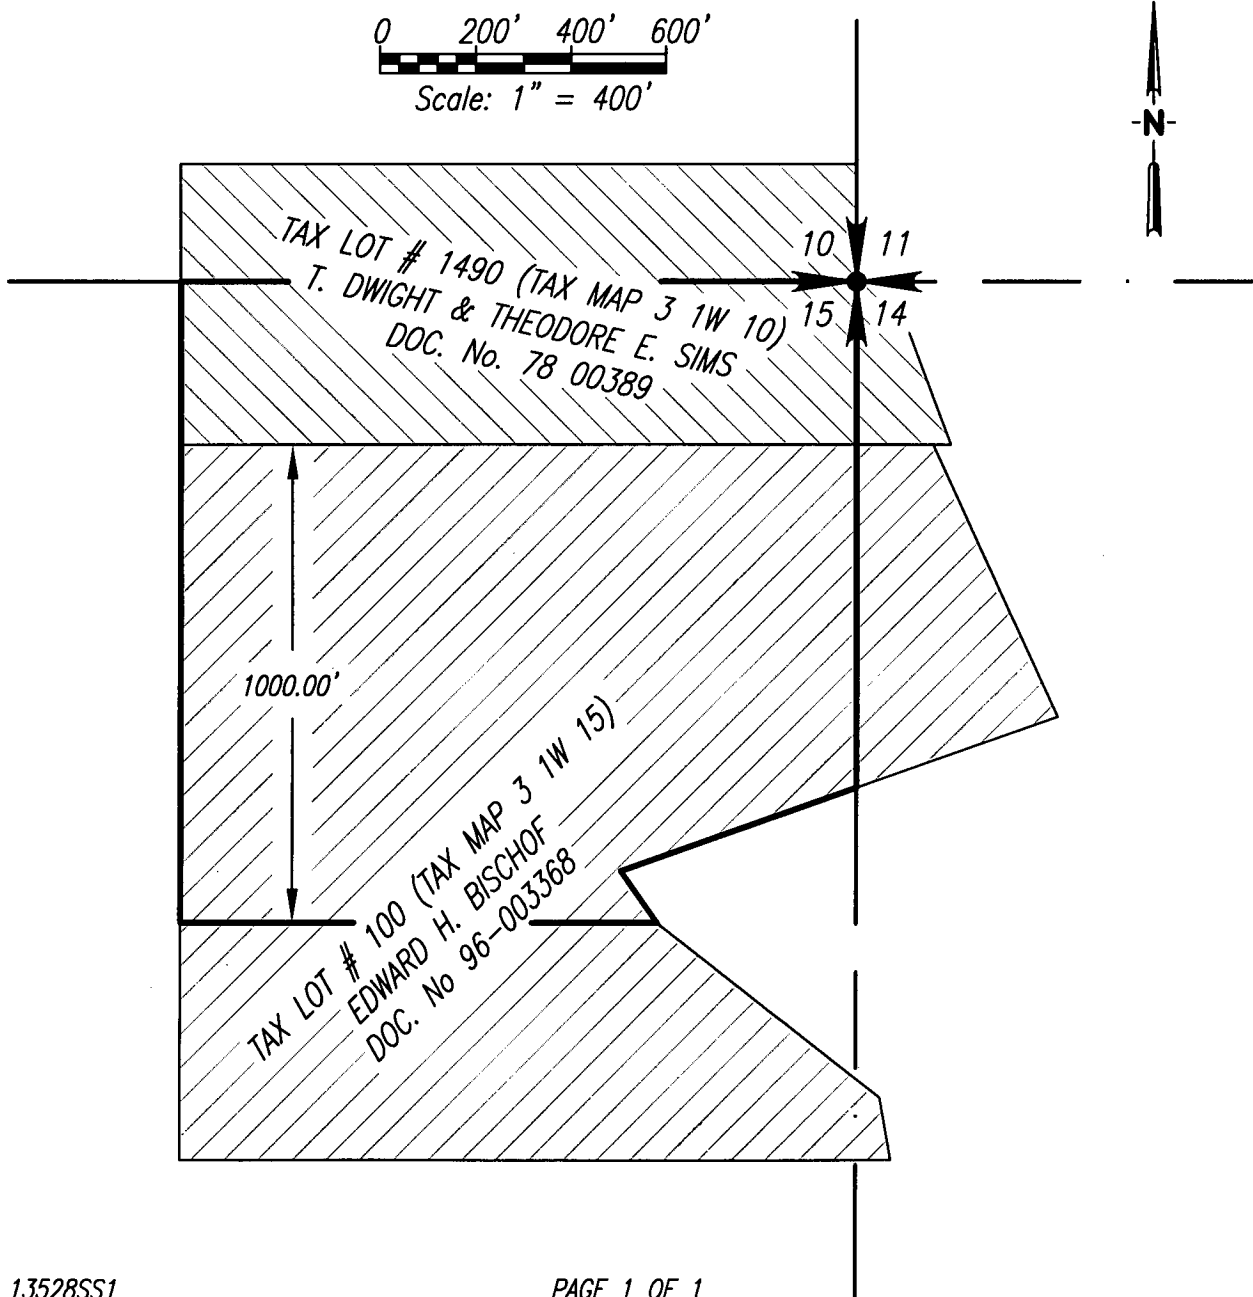 0 200' 400' 600'
Scale: 1" = 400'
-N-
10 11
15 14
TAX LOT # 1490 (TAX MAP 3 1W 10)
T. DWIGHT & THEODORE E. SIMS
DOC. No. 78 00389
1000.00'
TAX LOT # 100 (TAX MAP 3 1W 15)
EDWARD H. BISCHOF
DOC. No 96-003368
13528SS1 PAGE 1 OF 1